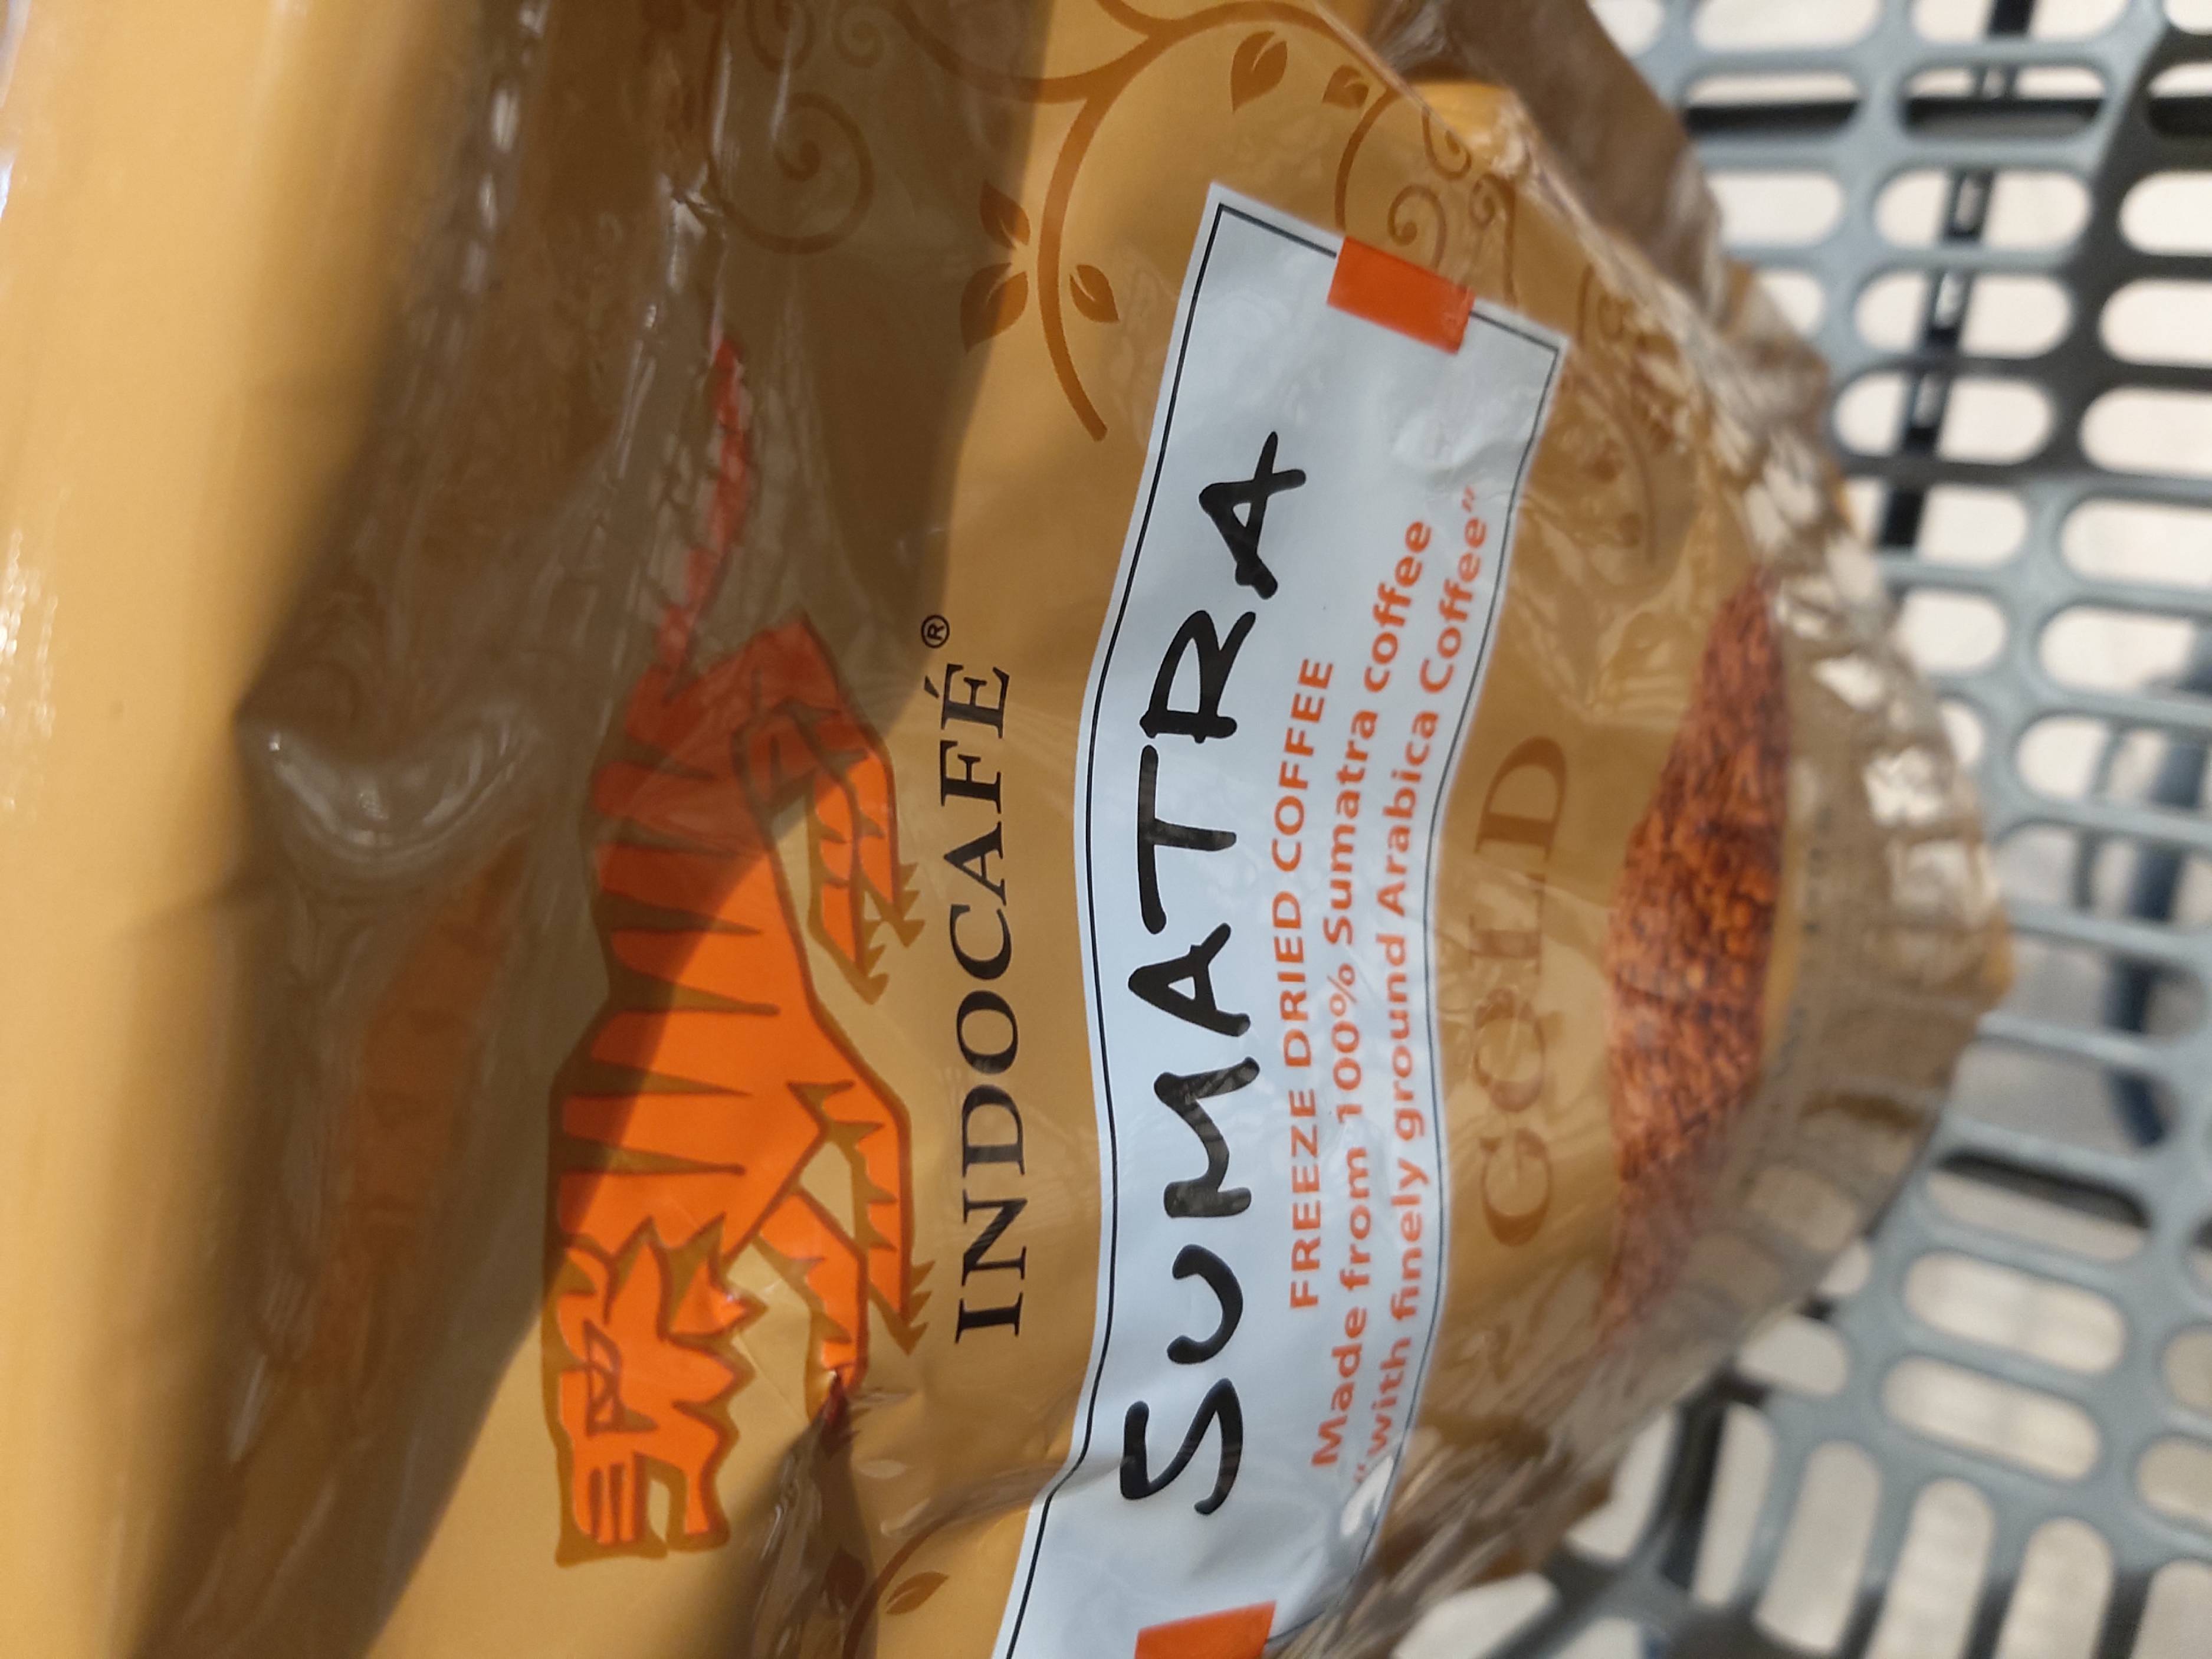 INDOCAFÉ®
SUMATRA
FREEZE DRIED COFFEE
Made from 100% Sumatra coffee
"with finely ground Arabica Coffee"
GOLD